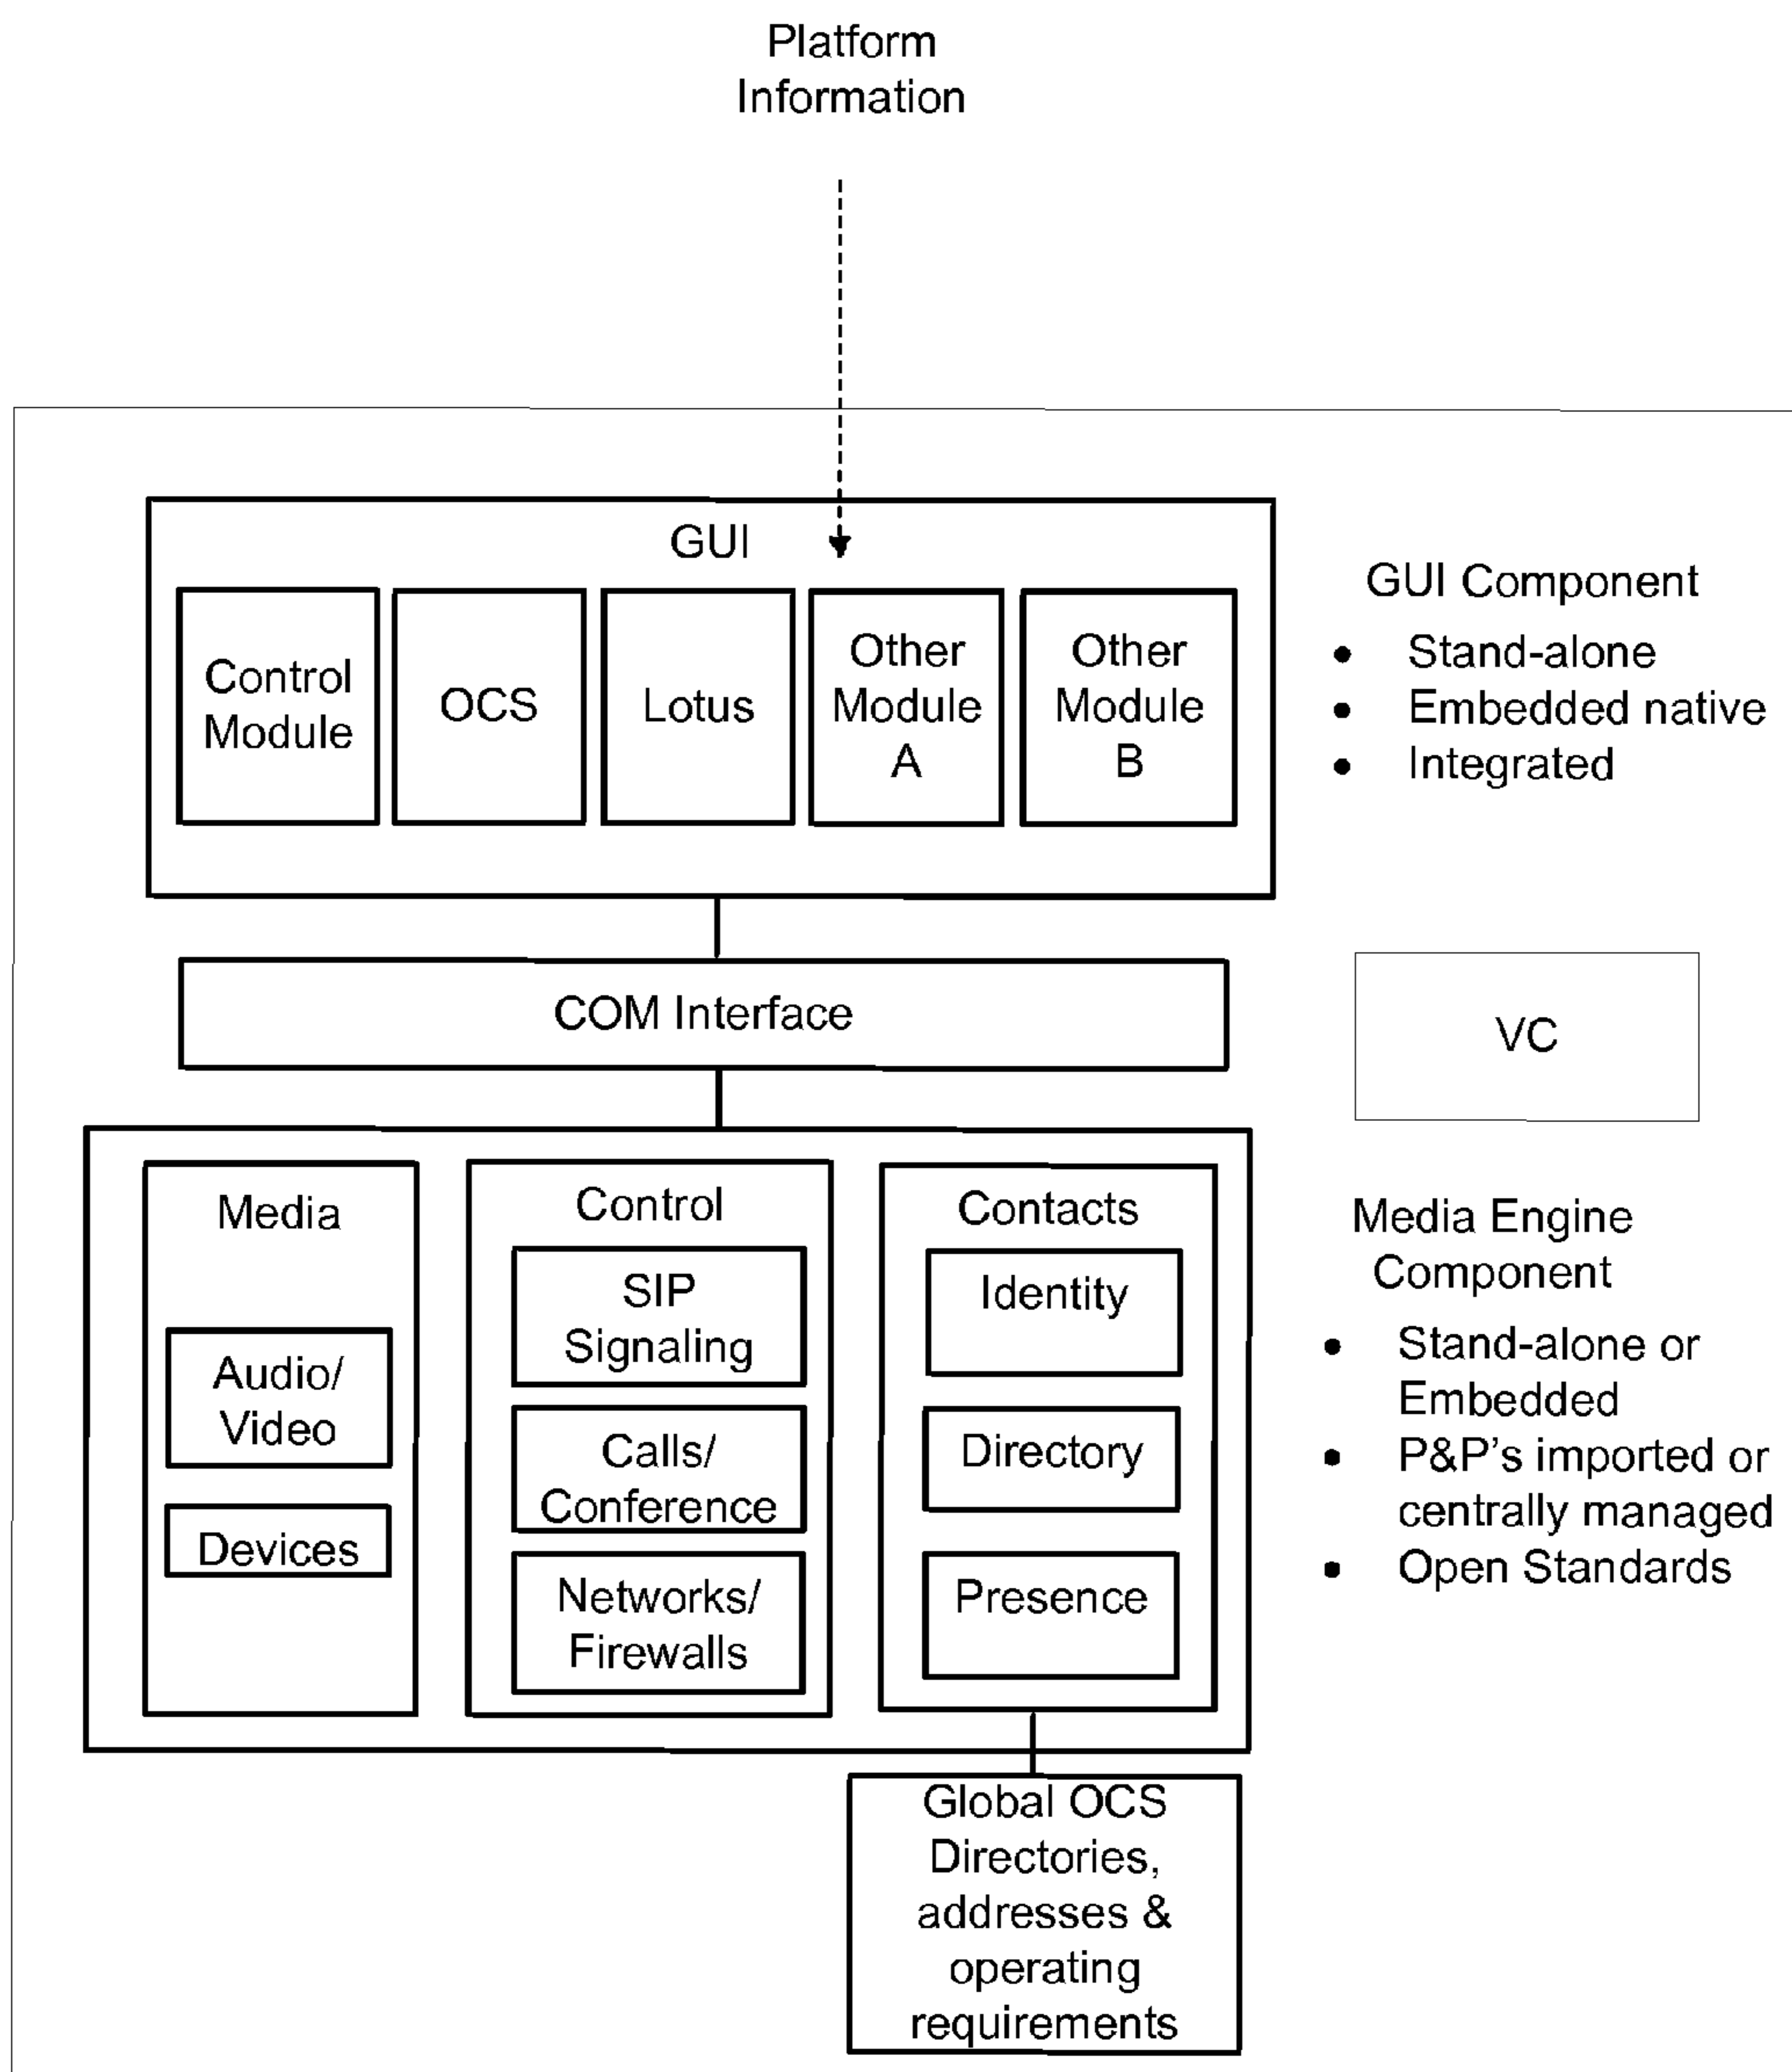 Platform
Information
GUI
Control
Module
OCS
Lotus
Other
Module
A
Other
Module
B
GUI Component
• Stand-alone
• Embedded native
• Integrated
COM Interface
VC
Media
Audio/
Video
Devices
Control
SIP
Signaling
Calls/
Conference
Networks/
Firewalls
Contacts
Identity
Directory
Presence
Media Engine
Component
• Stand-alone or
Embedded
• P&P's imported or
centrally managed
• Open Standards
Global OCS
Directories,
addresses &
operating
requirements